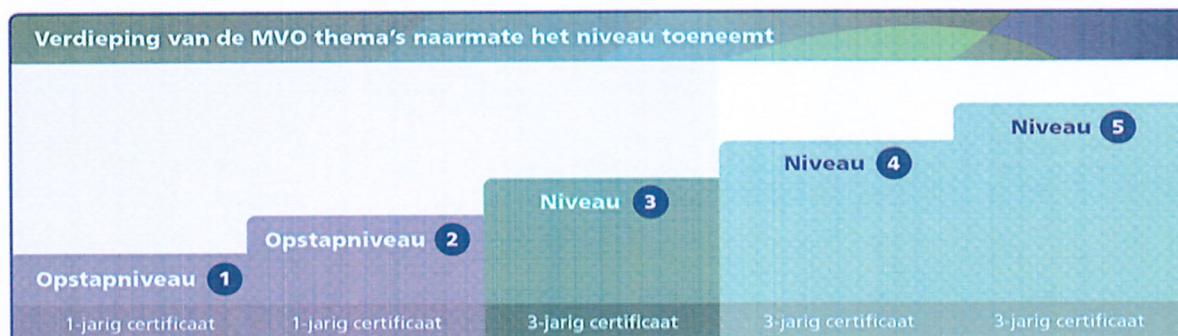 Verdieping van de MVO thema's naarmate het niveau toeneemt
Opstapniveau 1
1-jarig certificaat
Opstapniveau 2
1-jarig certificaat
Niveau 3
3-jarig certificaat
Niveau 4
3-jarig certificaat
Niveau 5
3-jarig certificaat